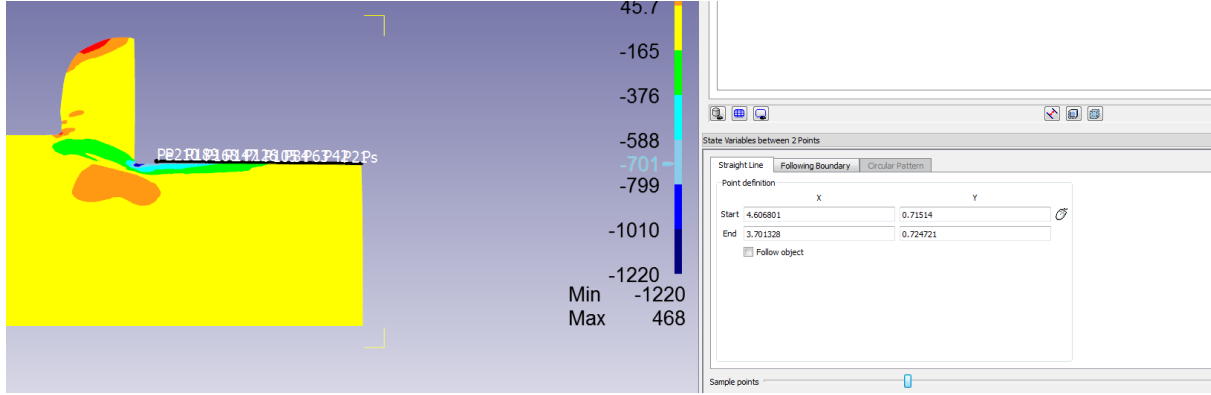 45.7
-165
-376
-588
-701
-799
-1010
-1220
Min -1220
Max 468
State Variables between 2 Points
Straight Line Following Boundary Circular Pattern
Point definition
X Y
Start 4.606801 0.71514
End 3.701328 0.724721
Follow object
Sample points